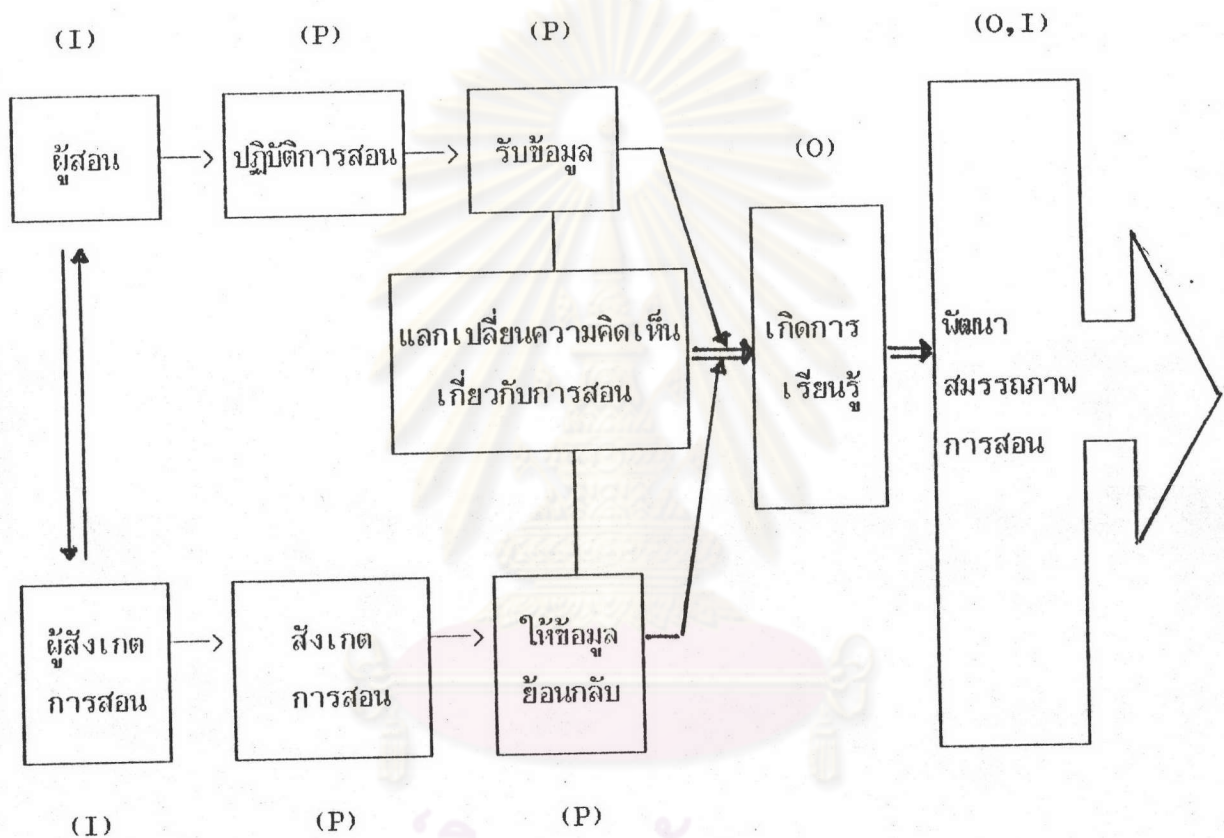 (I)
(P)
(P)
(O,I)
ผู้สอน
ปฏิบัติการสอน
รับข้อมูล
(O)
แลกเปลี่ยนความคิดเห็น
เกี่ยวกับการสอน
เกิดการ
เรียนรู้
พัฒนา
สมรรถภาพ
การสอน
ผู้สังเกต
การสอน
สังเกต
การสอน
ให้ข้อมูล
ย้อนกลับ
(I)
(P)
(P)